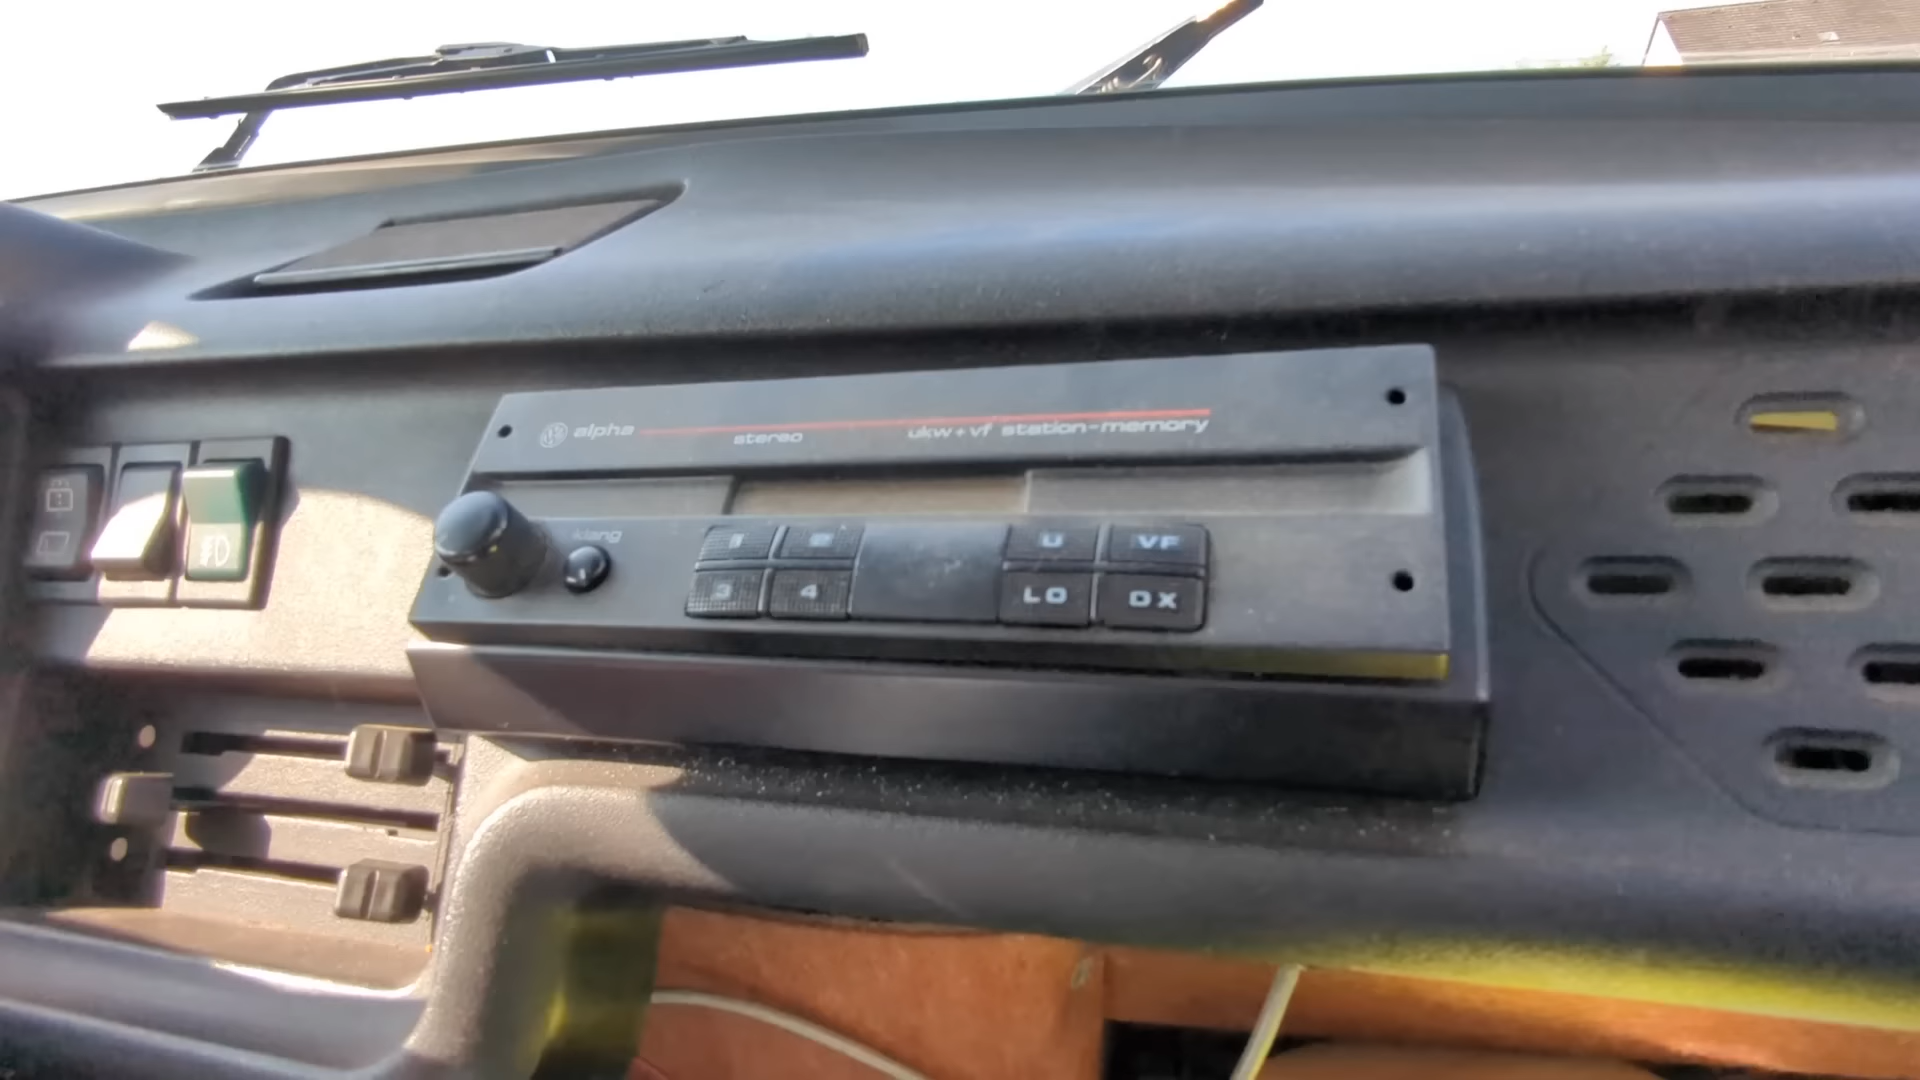 alpha
stereo
ukw+vf station-memory
klang
1 2 U VF
3 4 LO DX